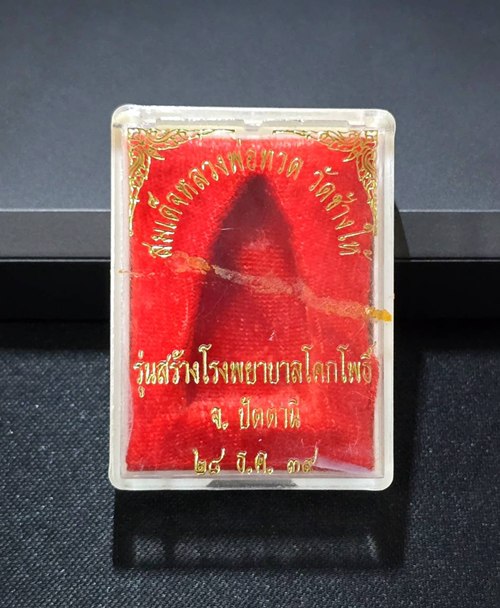 สมเด็จหลวงพ่อทวด วัดช้างให้
รุ่นสร้างโรงพยาบาลโคกโพธิ์
จ. ปัตตานี
๒๘ ธ.ค. ๓๙